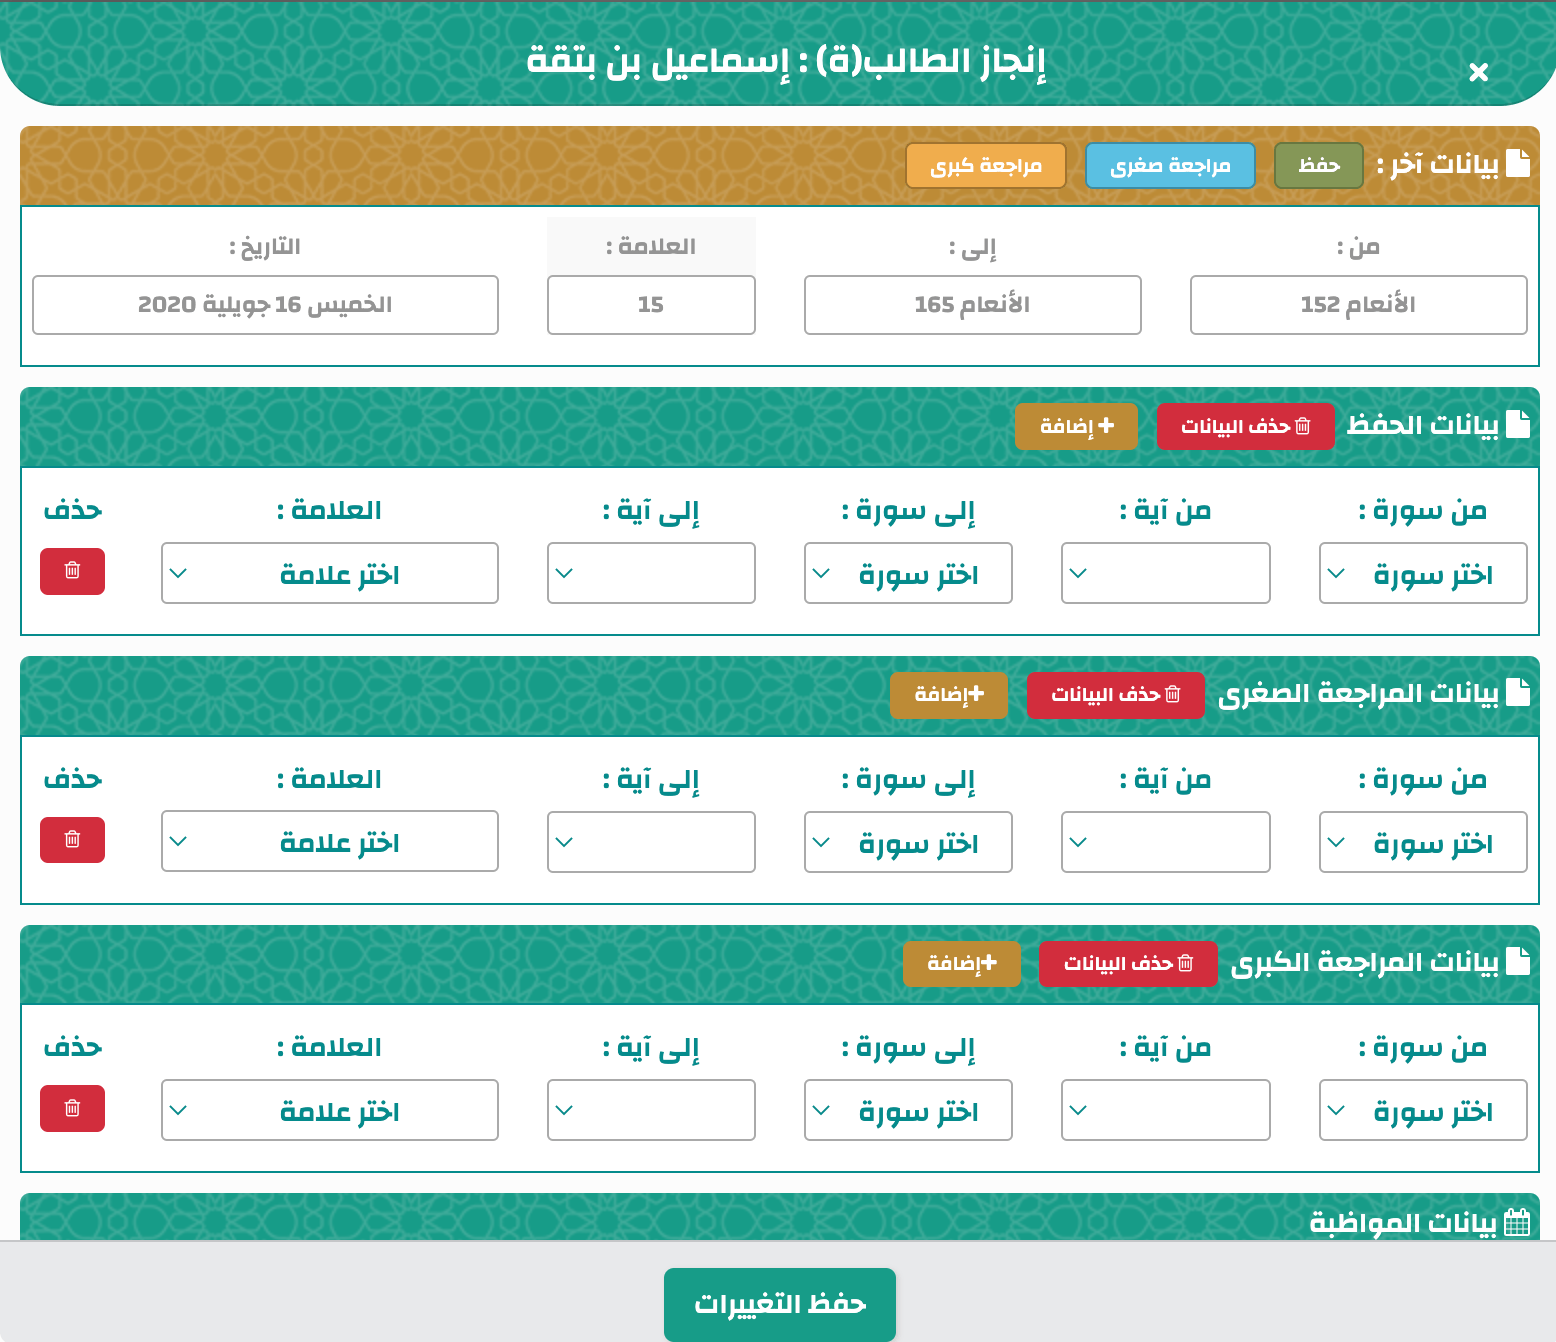 إنجاز الطالب(ة) : إسماعيل بن بتقة
بيانات آخر : حفظ مراجعة صغرى مراجعة كبرى
من : إلى : العلامة : التاريخ :
الأنعام 152 الأنعام 165 15 الخميس 16 جويلية 2020
بيانات الحفظ حذف البيانات إضافة
من سورة : من آية : إلى سورة : إلى آية : العلامة : حذف
اختر سورة اختر سورة اختر علامة
بيانات المراجعة الصغرى حذف البيانات إضافة
من سورة : من آية : إلى سورة : إلى آية : العلامة : حذف
اختر سورة اختر سورة اختر علامة
بيانات المراجعة الكبرى حذف البيانات إضافة
من سورة : من آية : إلى سورة : إلى آية : العلامة : حذف
اختر سورة اختر سورة اختر علامة
بيانات المواظبة
حفظ التغييرات